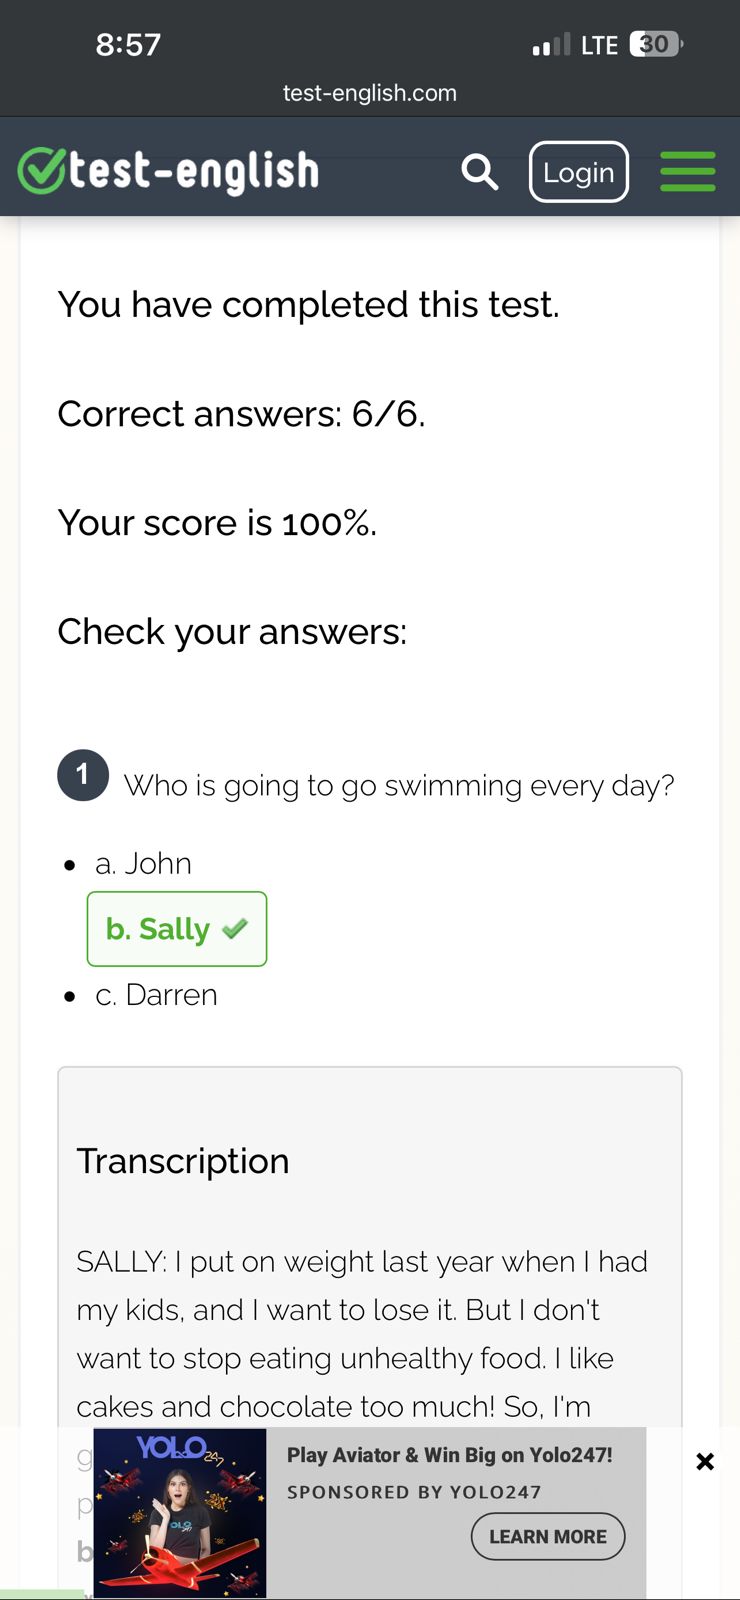 8:57
LTE 30
test-english.com
test-english
Login
You have completed this test.
Correct answers: 6/6.
Your score is 100%.
Check your answers:
1 Who is going to go swimming every day?
a. John
b. Sally
c. Darren
Transcription
SALLY: I put on weight last year when I had
my kids, and I want to lose it. But I don't
want to stop eating unhealthy food. I like
cakes and chocolate too much! So, I'm
g
p
b
YOLO 247
YOLO
247
Play Aviator & Win Big on Yolo247!
SPONSORED BY YOLO247
LEARN MORE